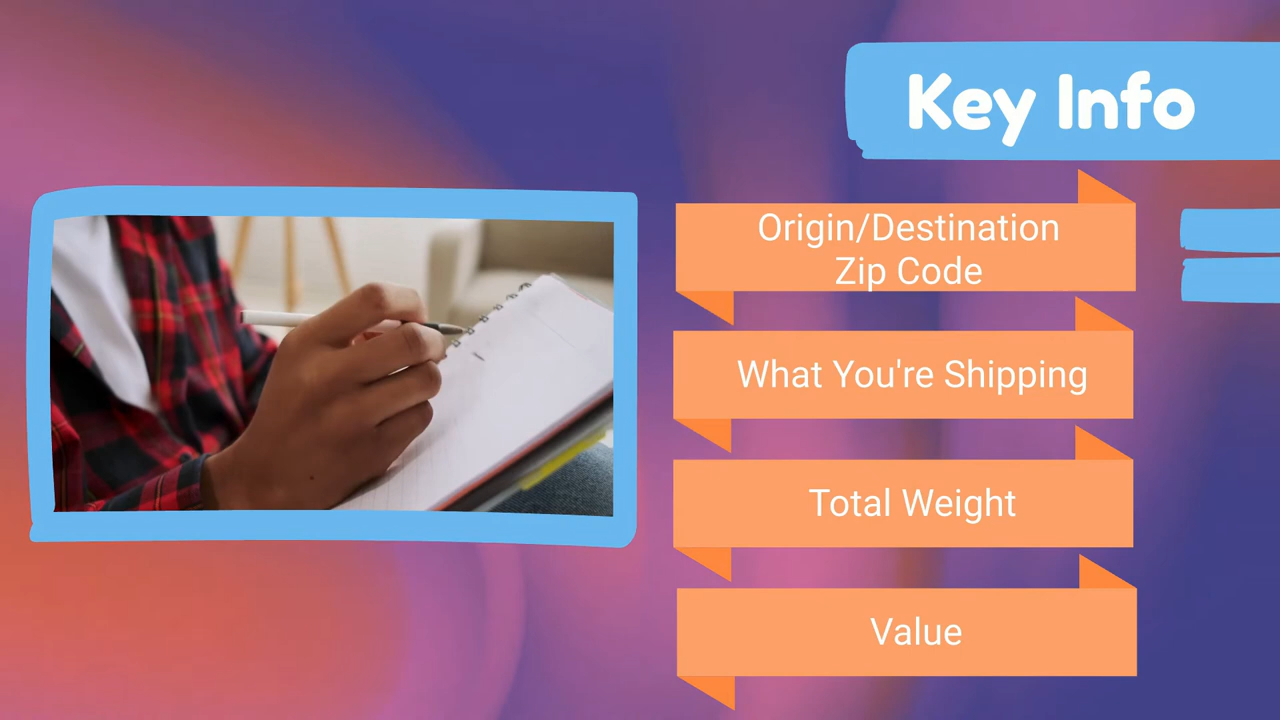 Key Info
Origin/Destination
Zip Code
What You're Shipping
Total Weight
Value